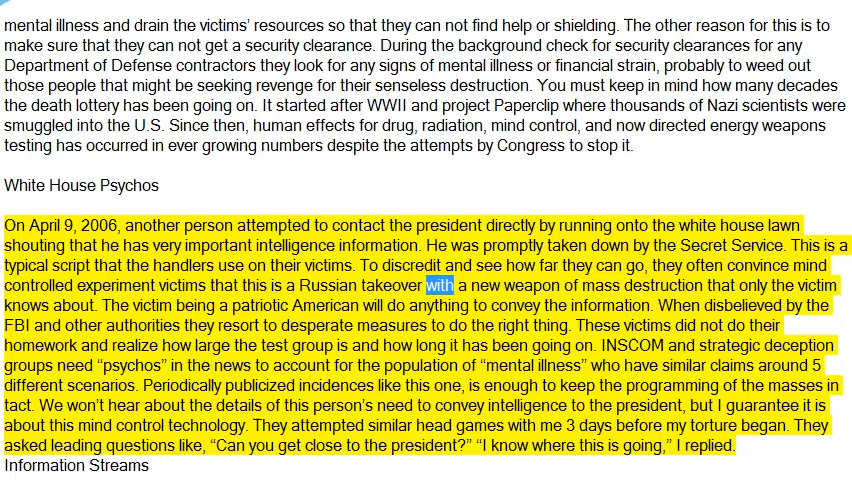 mental illness and drain the victims’ resources so that they can not find help or shielding. The other reason for this is to
make sure that they can not get a security clearance. During the background check for security clearances for any
Department of Defense contractors they look for any signs of mental illness or financial strain, probably to weed out
those people that might be seeking revenge for their senseless destruction. You must keep in mind how many decades
the death lottery has been going on. It started after WWII and project Paperclip where thousands of Nazi scientists were
smuggled into the U.S. Since then, human effects for drug, radiation, mind control, and now directed energy weapons
testing has occurred in ever growing numbers despite the attempts by Congress to stop it.
White House Psychos
On April 9, 2006, another person attempted to contact the president directly by running onto the white house lawn
shouting that he has very important intelligence information. He was promptly taken down by the Secret Service. This is a
typical script that the handlers use on their victims. To discredit and see how far they can go, they often convince mind
controlled experiment victims that this is a Russian takeover with a new weapon of mass destruction that only the victim
knows about. The victim being a patriotic American will do anything to convey the information. When disbelieved by the
FBI and other authorities they resort to desperate measures to do the right thing. These victims did not do their
homework and realize how large the test group is and how long it has been going on. INSCOM and strategic deception
groups need “psychos” in the news to account for the population of “mental illness” who have similar claims around 5
different scenarios. Periodically publicized incidences like this one, is enough to keep the programming of the masses in
tact. We won’t hear about the details of this person’s need to convey intelligence to the president, but I guarantee it is
about this mind control technology. They attempted similar head games with me 3 days before my torture began. They
asked leading questions like, “Can you get close to the president?” “I know where this is going,” I replied.
Information Streams